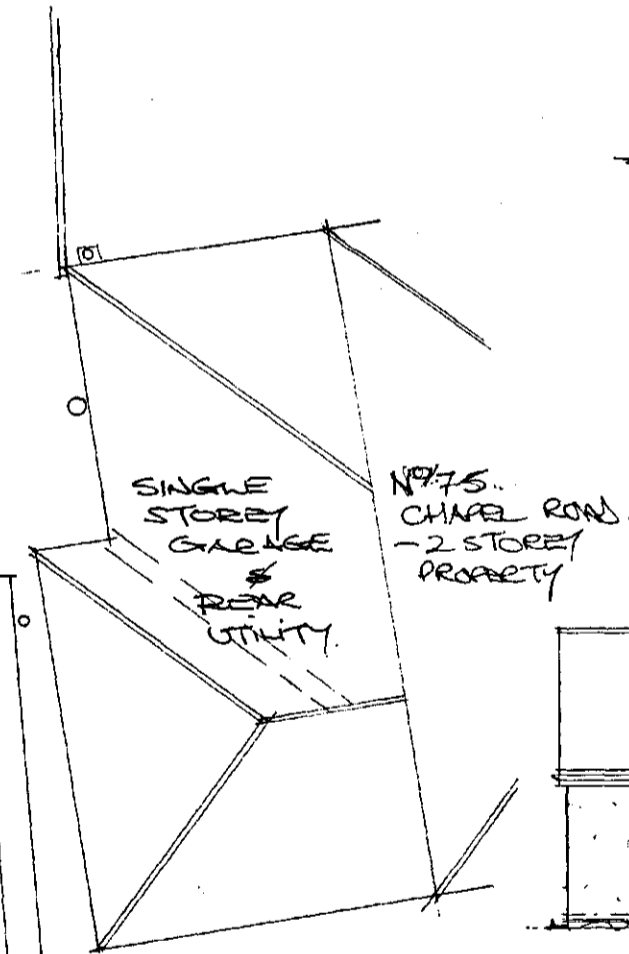 SINGLE
STOREY
GARAGE
&
REAR
UTILITY.
Nº75..
CHAPEL ROAD.
-2 STOREY
PROPERTY